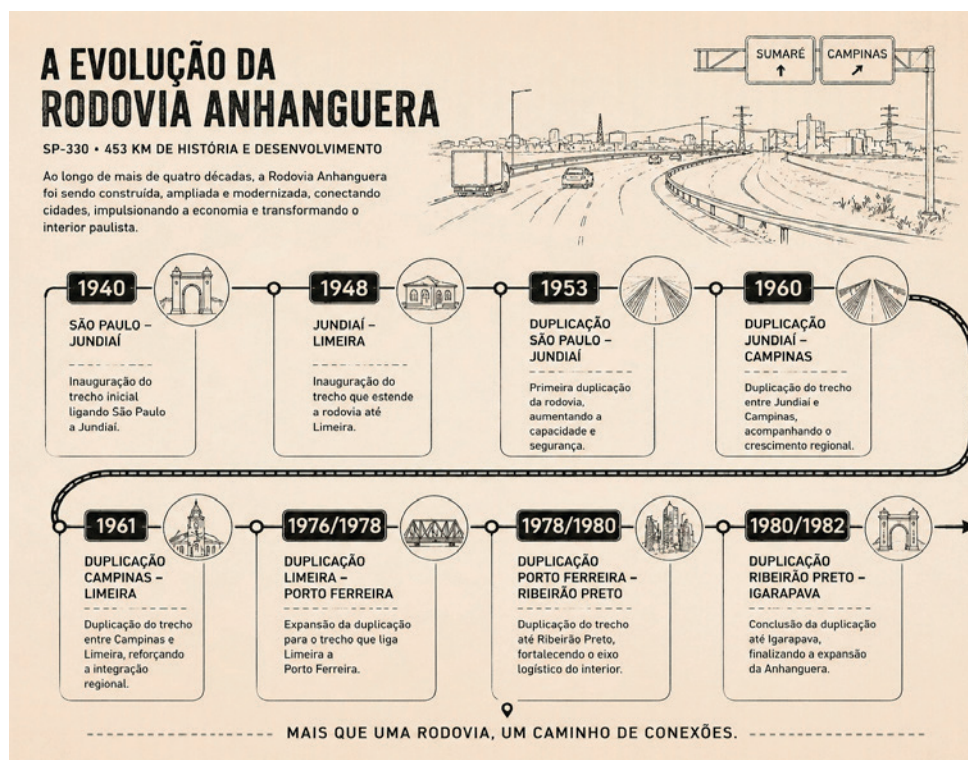 A EVOLUÇÃO DA
RODOVIA ANHANGUERA
SP-330 • 453 KM DE HISTÓRIA E DESENVOLVIMENTO
Ao longo de mais de quatro décadas, a Rodovia Anhanguera
foi sendo construída, ampliada e modernizada, conectando
cidades, impulsionando a economia e transformando o
interior paulista.
SUMARÉ
↑
CAMPINAS
↗
1940
SÃO PAULO –
JUNDIAÍ
Inauguração do
trecho inicial
ligando São Paulo
a Jundiaí.
1948
JUNDIAÍ –
LIMEIRA
Inauguração do
trecho que estende
a rodovia até
Limeira.
1953
DUPLICAÇÃO
SÃO PAULO –
JUNDIAÍ
Primeira duplicação
da rodovia,
aumentando a
capacidade e
segurança.
1960
DUPLICAÇÃO
JUNDIAÍ –
CAMPINAS
Duplicação do trecho
entre Jundiaí e
Campinas,
acompanhando o
crescimento regional.
1961
DUPLICAÇÃO
CAMPINAS –
LIMEIRA
Duplicação do trecho
entre Campinas e
Limeira, reforçando
a integração
regional.
1976/1978
DUPLICAÇÃO
LIMEIRA –
PORTO FERREIRA
Expansão da duplicação
para o trecho que liga
Limeira a
Porto Ferreira.
1978/1980
DUPLICAÇÃO
PORTO FERREIRA –
RIBEIRÃO PRETO
Duplicação do trecho
até Ribeirão Preto,
fortalecendo o eixo
logístico do interior.
1980/1982
DUPLICAÇÃO
RIBEIRÃO PRETO –
IGARAPAVA
Conclusão da duplicação
até Igarapava,
finalizando a expansão
da Anhanguera.
MAIS QUE UMA RODOVIA, UM CAMINHO DE CONEXÕES.